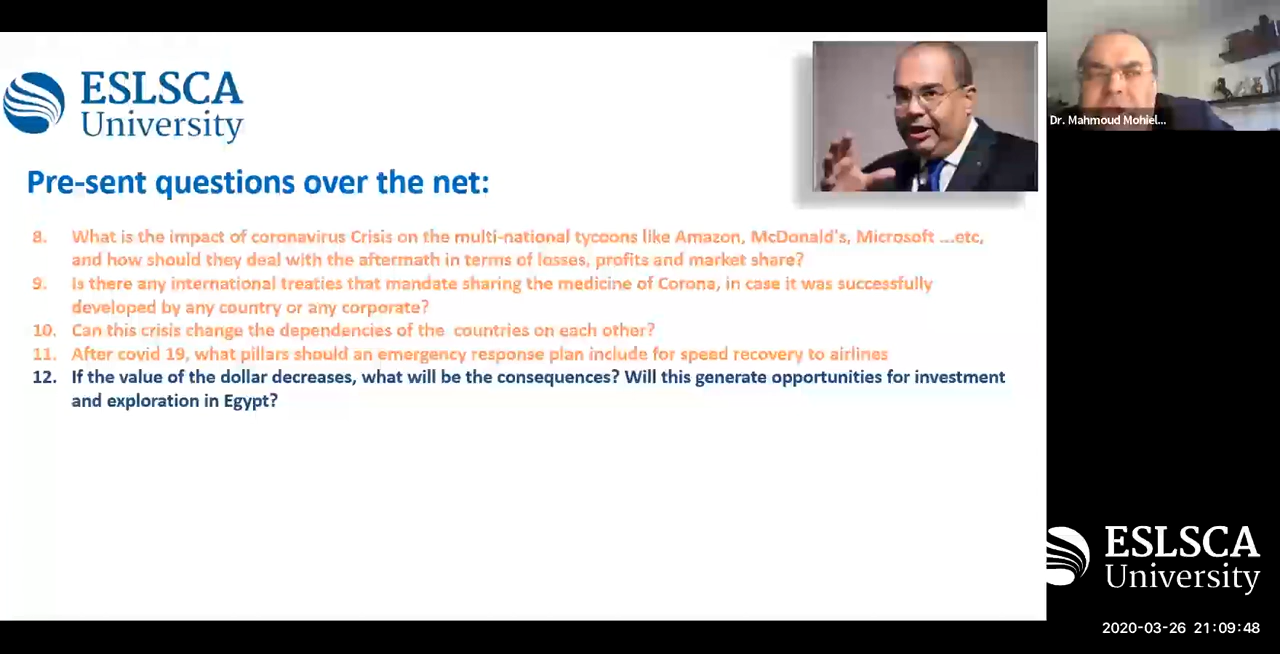 ESLSCA
University
Dr. Mahmoud Mohiel...
Pre-sent questions over the net:
8. What is the impact of coronavirus Crisis on the multi-national tycoons like Amazon, McDonald's, Microsoft ...etc,
and how should they deal with the aftermath in terms of losses, profits and market share?
9. Is there any international treaties that mandate sharing the medicine of Corona, in case it was successfully
developed by any country or any corporate?
10. Can this crisis change the dependencies of the countries on each other?
11. After covid 19, what pillars should an emergency response plan include for speed recovery to airlines
12. If the value of the dollar decreases, what will be the consequences? Will this generate opportunities for investment
and exploration in Egypt?
ESLSCA
University
2020-03-26 21:09:48